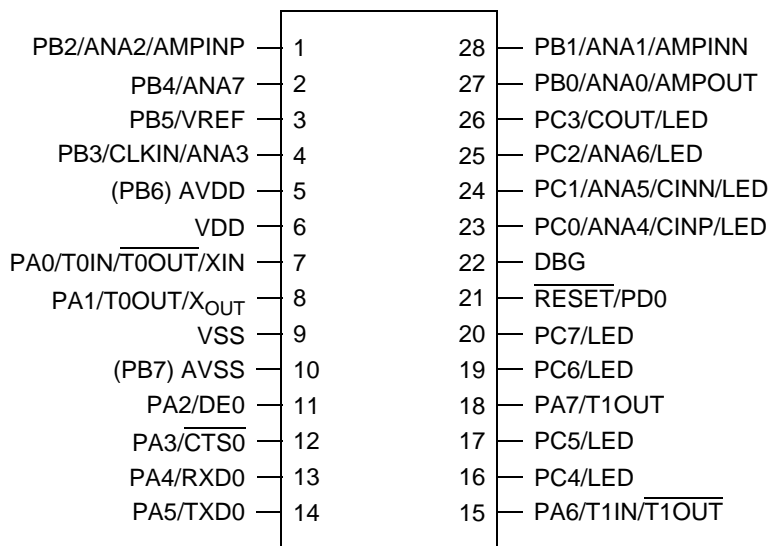 PB2/ANA2/AMPINP 1 28 PB1/ANA1/AMPINN
PB4/ANA7 2 27 PB0/ANA0/AMPOUT
PB5/VREF 3 26 PC3/COUT/LED
PB3/CLKIN/ANA3 4 25 PC2/ANA6/LED
(PB6) AVDD 5 24 PC1/ANA5/CINN/LED
VDD 6 23 PC0/ANA4/CINP/LED
PA0/T0IN/T̅0̅O̅U̅T̅/XIN 7 22 DBG
PA1/T0OUT/XOUT 8 21 R̅E̅S̅E̅T̅/PD0
VSS 9 20 PC7/LED
(PB7) AVSS 10 19 PC6/LED
PA2/DE0 11 18 PA7/T1OUT
PA3/C̅T̅S̅0̅ 12 17 PC5/LED
PA4/RXD0 13 16 PC4/LED
PA5/TXD0 14 15 PA6/T1IN/T̅1̅O̅U̅T̅